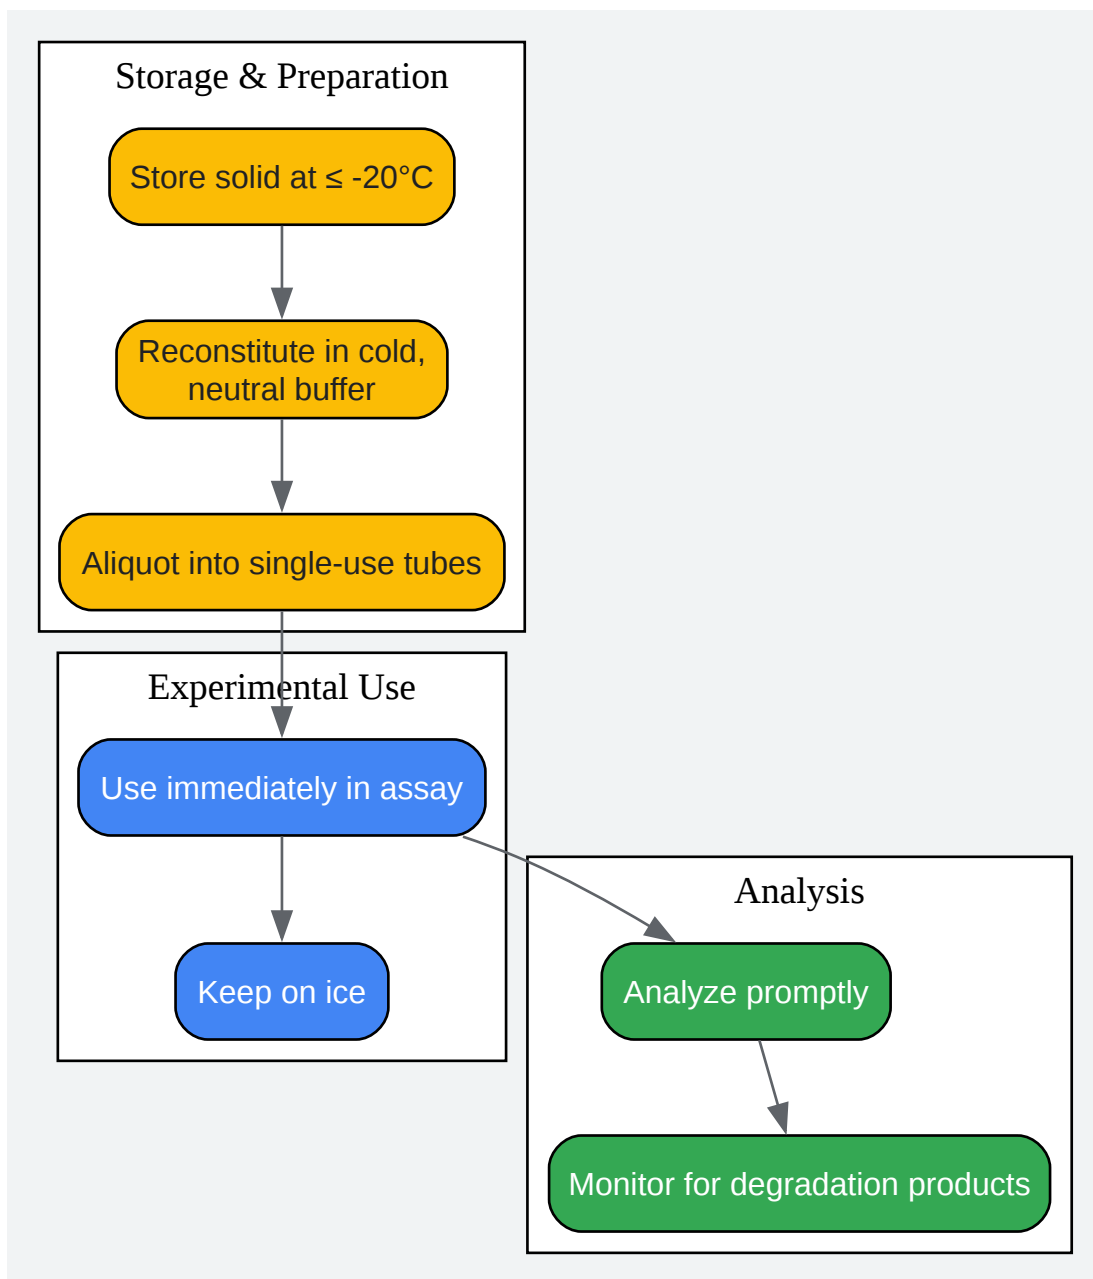 Storage & Preparation
Store solid at ≤ -20°C
Reconstitute in cold,
neutral buffer
Aliquot into single-use tubes
Experimental Use
Use immediately in assay
Keep on ice
Analysis
Analyze promptly
Monitor for degradation products